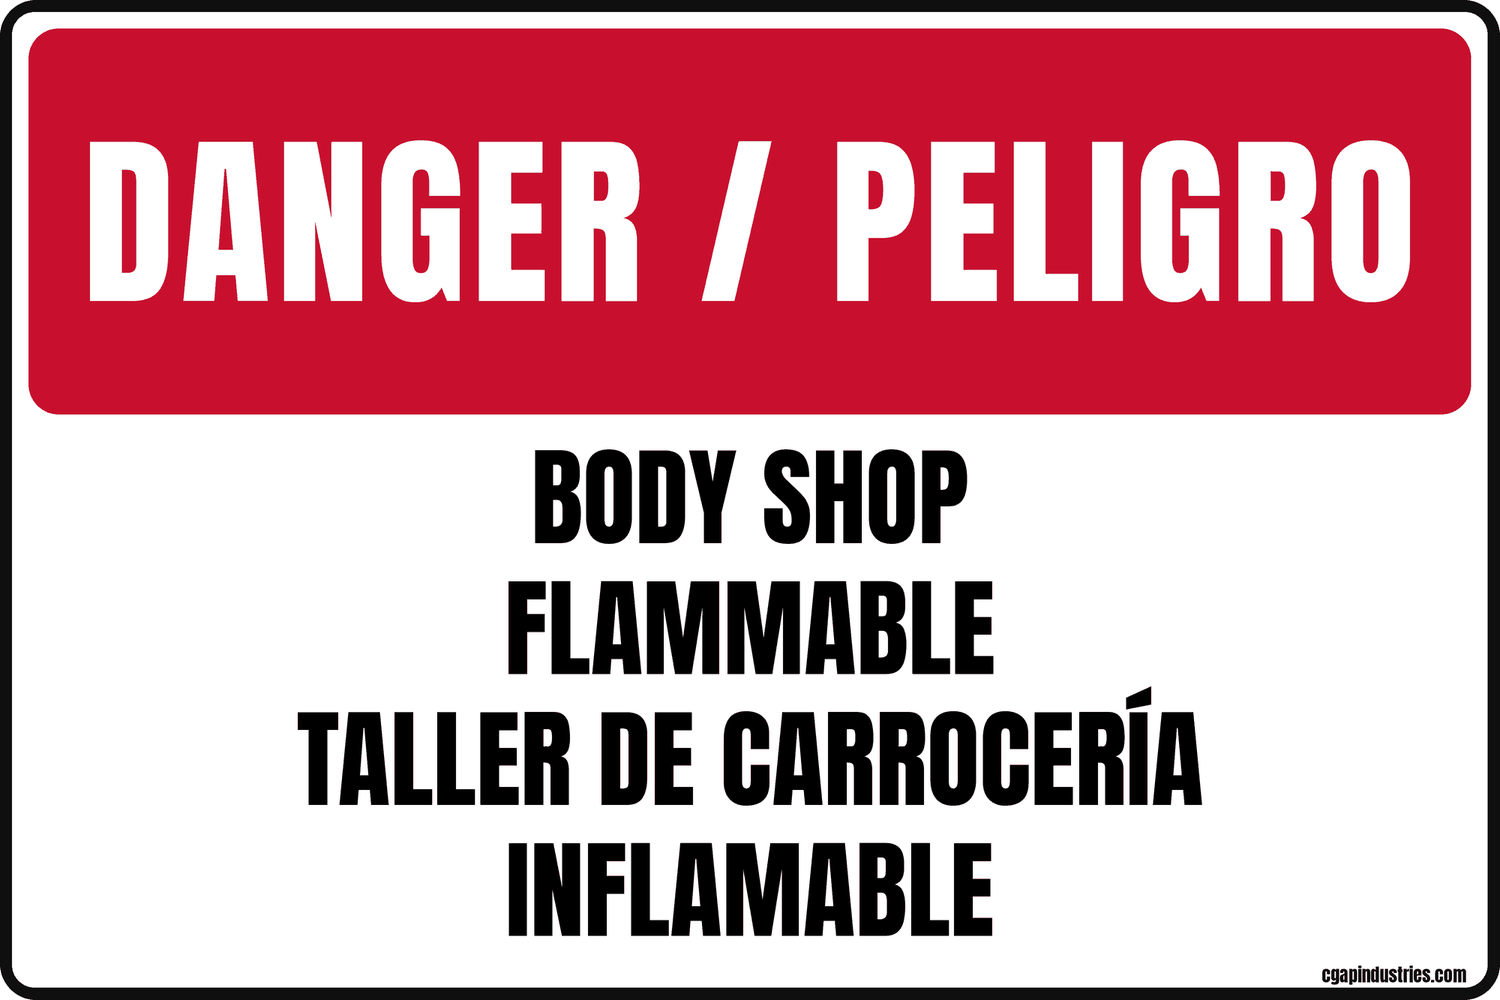 DANGER / PELIGRO
BODY SHOP
FLAMMABLE
TALLER DE CARROCERÍA
INFLAMABLE
cgapindustries.com